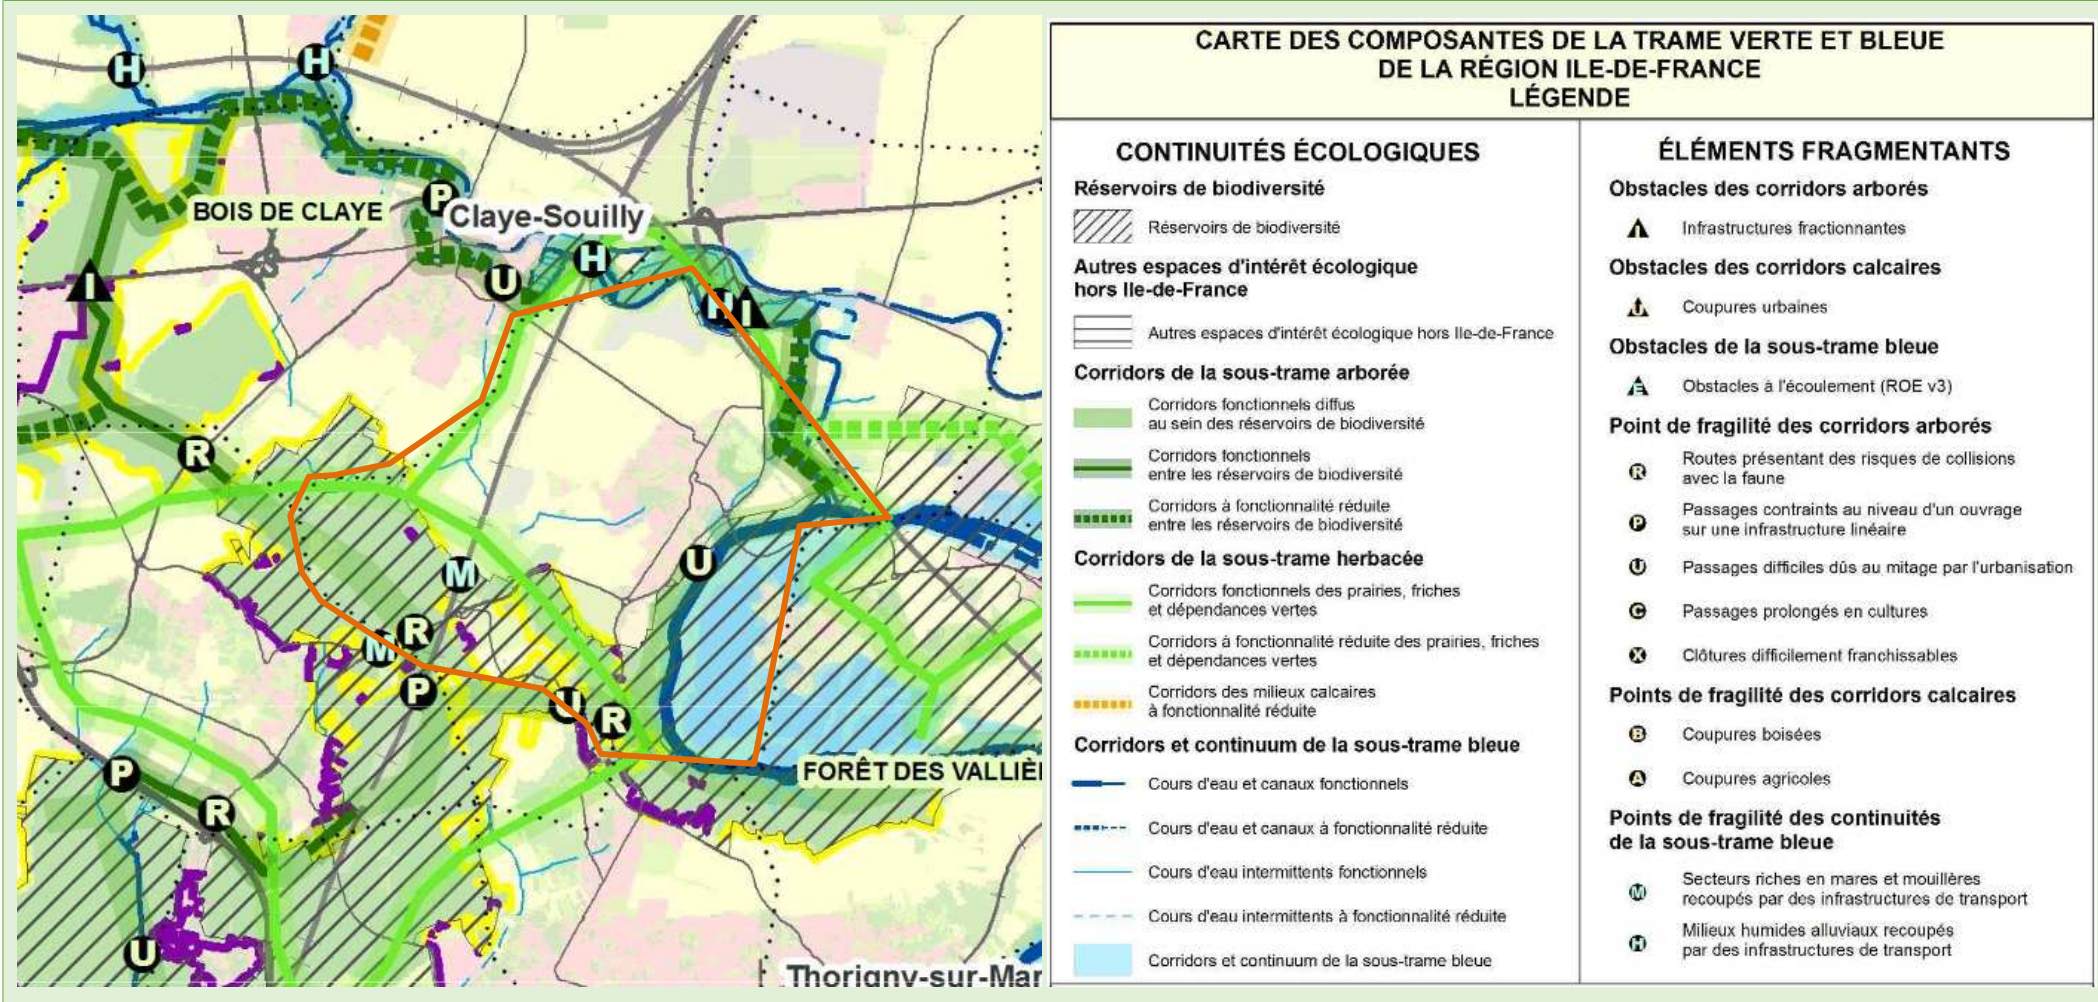 H
H
P
BOIS DE CLAYE
Claye-Souilly
H
U
I
H
I
R
U
M
R
M
P
U
R
P
R
FORÊT DES VALLIÈ
U
Thorigny-sur-Mar
CARTE DES COMPOSANTES DE LA TRAME VERTE ET BLEUE
DE LA RÉGION ILE-DE-FRANCE
LÉGENDE
CONTINUITÉS ÉCOLOGIQUES
Réservoirs de biodiversité
Réservoirs de biodiversité
Autres espaces d'intérêt écologique
hors Ile-de-France
Autres espaces d'intérêt écologique hors Ile-de-France
Corridors de la sous-trame arborée
Corridors fonctionnels diffus
au sein des réservoirs de biodiversité
Corridors fonctionnels
entre les réservoirs de biodiversité
Corridors à fonctionnalité réduite
entre les réservoirs de biodiversité
Corridors de la sous-trame herbacée
Corridors fonctionnels des prairies, friches
et dépendances vertes
Corridors à fonctionnalité réduite des prairies, friches
et dépendances vertes
Corridors des milieux calcaires
à fonctionnalité réduite
Corridors et continuum de la sous-trame bleue
Cours d'eau et canaux fonctionnels
Cours d'eau et canaux à fonctionnalité réduite
Cours d'eau intermittents fonctionnels
Cours d'eau intermittents à fonctionnalité réduite
Corridors et continuum de la sous-trame bleue
ÉLÉMENTS FRAGMENTANTS
Obstacles des corridors arborés
I Infrastructures fractionnantes
Obstacles des corridors calcaires
U Coupures urbaines
Obstacles de la sous-trame bleue
E Obstacles à l'écoulement (ROE v3)
Point de fragilité des corridors arborés
R Routes présentant des risques de collisions
avec la faune
P Passages contraints au niveau d'un ouvrage
sur une infrastructure linéaire
U Passages difficiles dûs au mitage par l'urbanisation
C Passages prolongés en cultures
X Clôtures difficilement franchissables
Points de fragilité des corridors calcaires
B Coupures boisées
A Coupures agricoles
Points de fragilité des continuités
de la sous-trame bleue
M Secteurs riches en mares et mouillères
recoupés par des infrastructures de transport
H Milieux humides alluviaux recoupés
par des infrastructures de transport